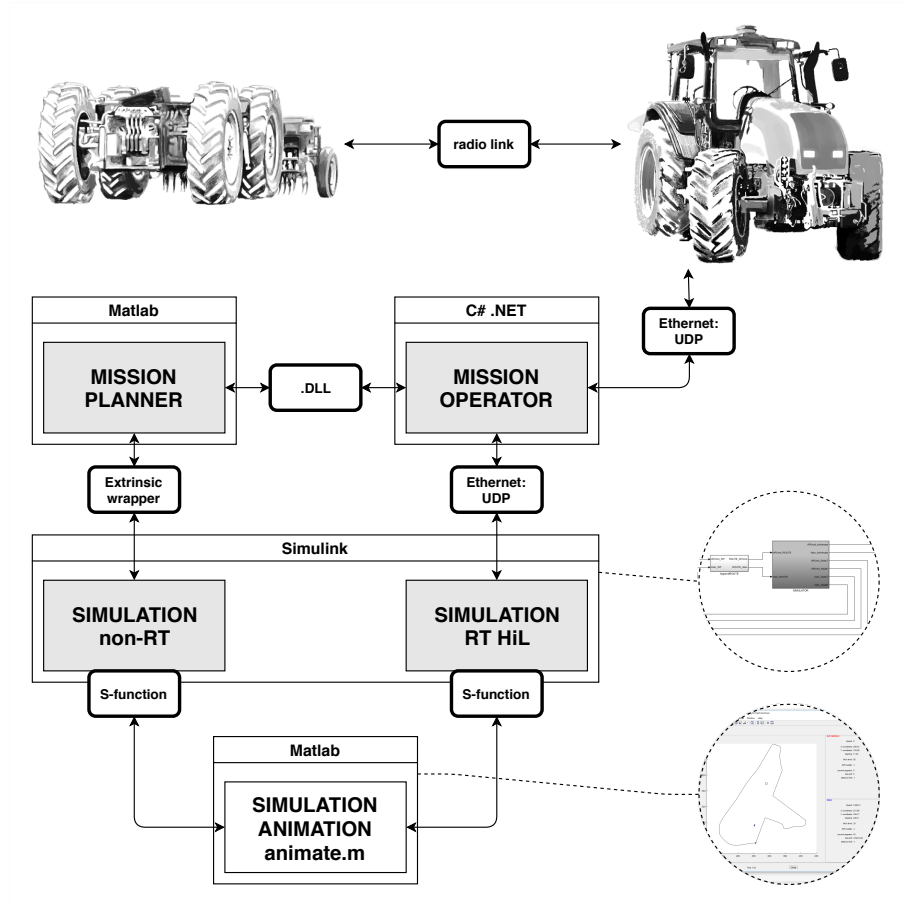 radio link
Matlab
C# .NET
Ethernet:
UDP
MISSION
PLANNER
.DLL
MISSION
OPERATOR
Extrinsic
wrapper
Ethernet:
UDP
Simulink
SIMULATION
non-RT
SIMULATION
RT HiL
S-function
S-function
Matlab
SIMULATION
ANIMATION
animate.m